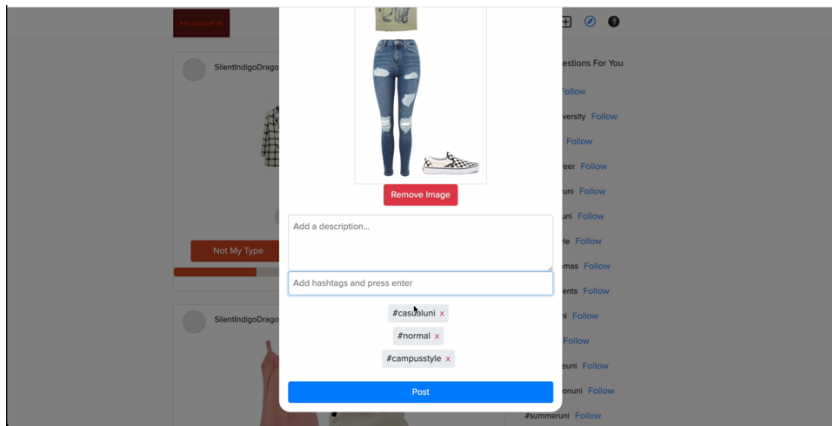 SilentIndigoDrago
estions For You
Follow
versity Follow
Follow
eer Follow
uni Follow
uni Follow
Follow
mas Follow
ents Follow
Follow
Follow
euni Follow
onuni Follow
#summeruni Follow
Remove Image
Add a description...
Not My Type
Add hashtags and press enter
#casualuni x
SilentIndigoDrago
#normal x
#campusstyle x
Post